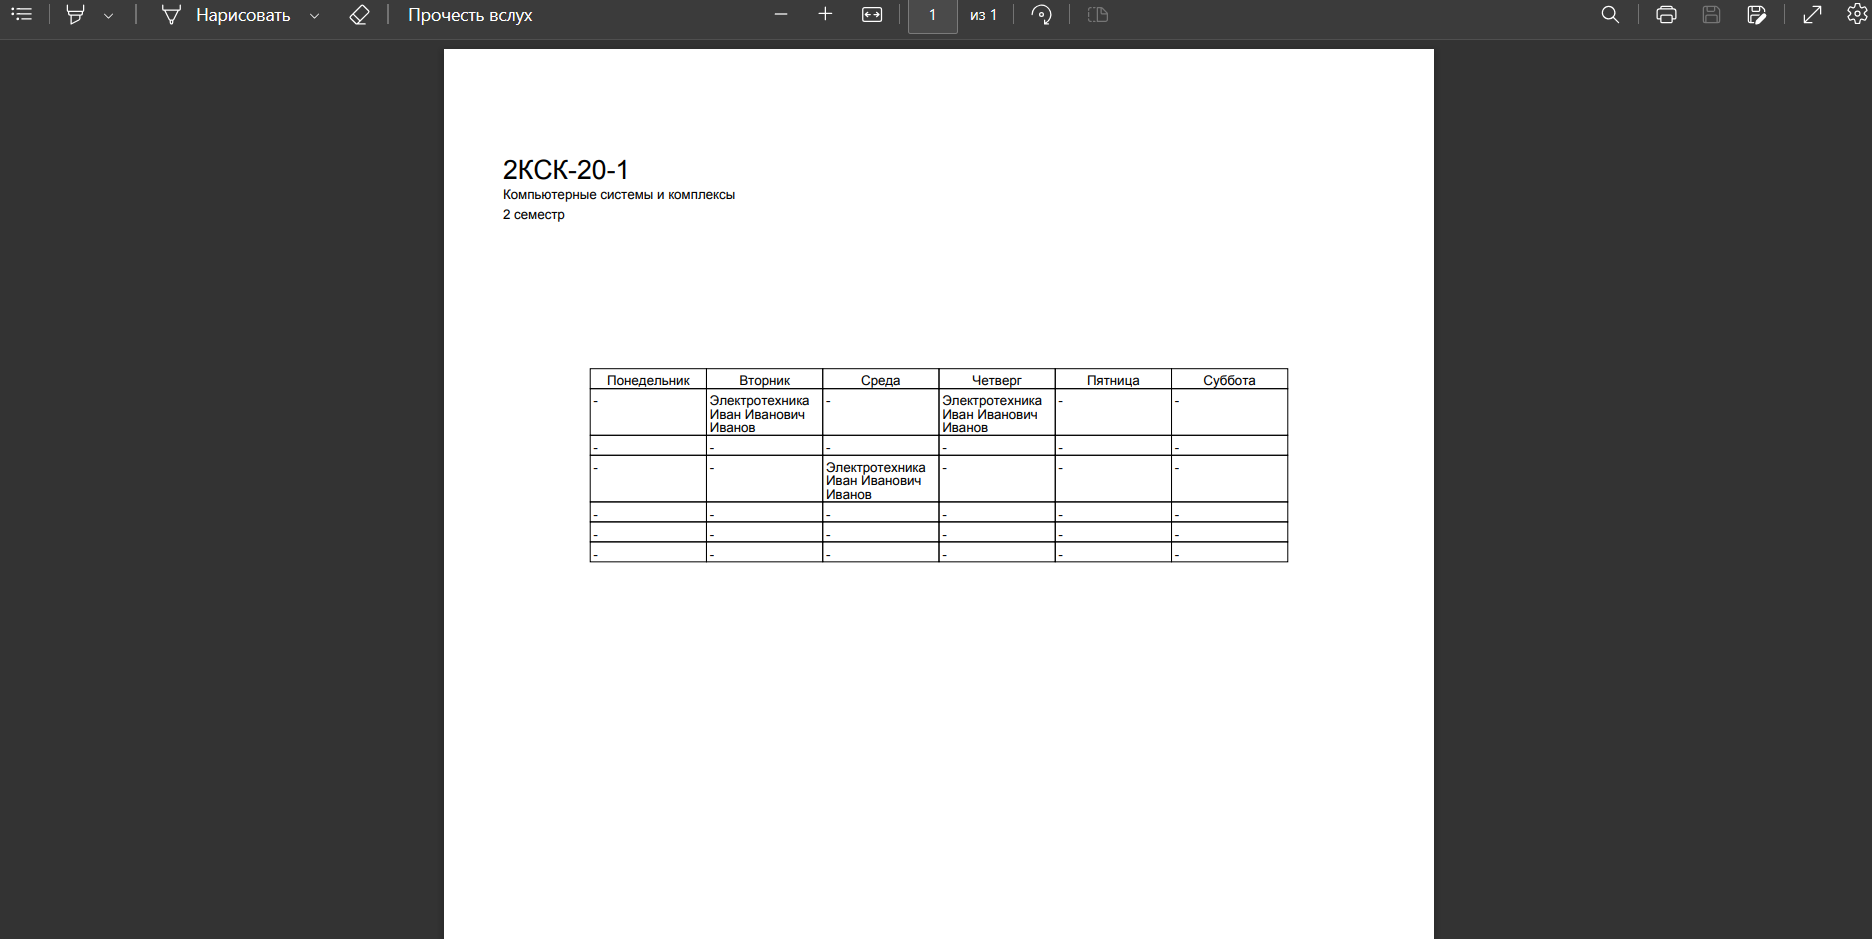 Нарисовать
Прочесть вслух
1 из 1
2КСК-20-1
Компьютерные системы и комплексы
2 семестр
Понедельник Вторник Среда Четверг Пятница Суббота
- Электротехника - Электротехника - -
Иван Иванович Иван Иванович
Иванов Иванов
- - - - - -
- - Электротехника - - -
Иван Иванович
Иванов
- - - - - -
- - - - - -
- - - - - -